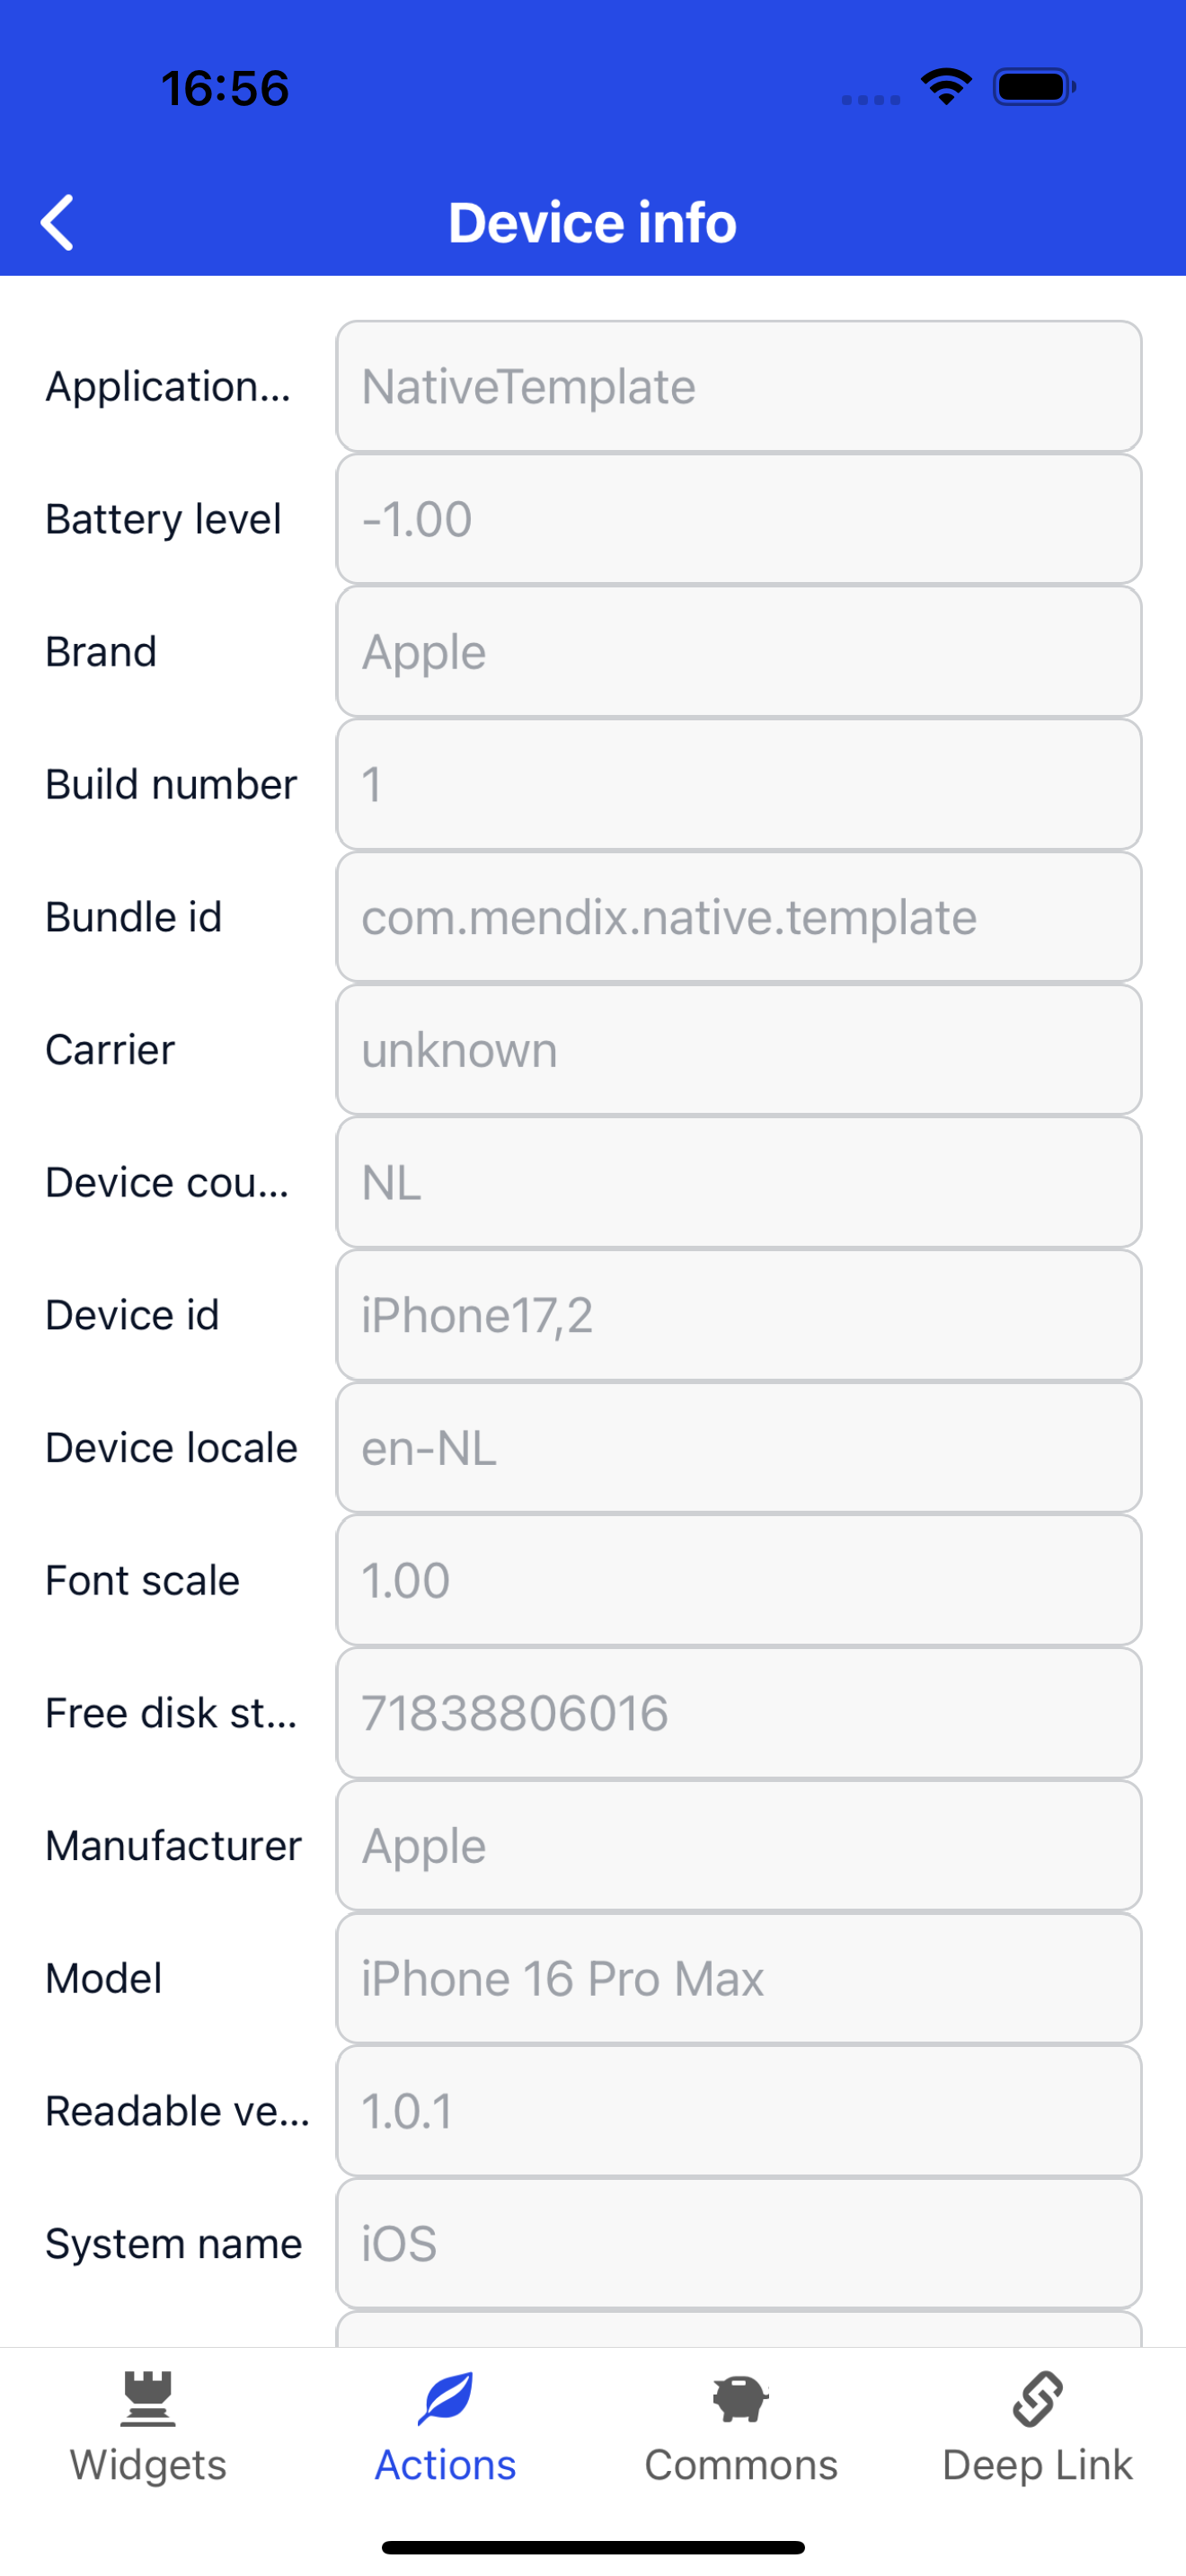 16:56
Device info
Application...
NativeTemplate
Battery level
-1.00
Brand
Apple
Build number
1
Bundle id
com.mendix.native.template
Carrier
unknown
Device cou...
NL
Device id
iPhone17,2
Device locale
en-NL
Font scale
1.00
Free disk st...
71838806016
Manufacturer
Apple
Model
iPhone 16 Pro Max
Readable ve...
1.0.1
System name
iOS
Widgets
Actions
Commons
Deep Link